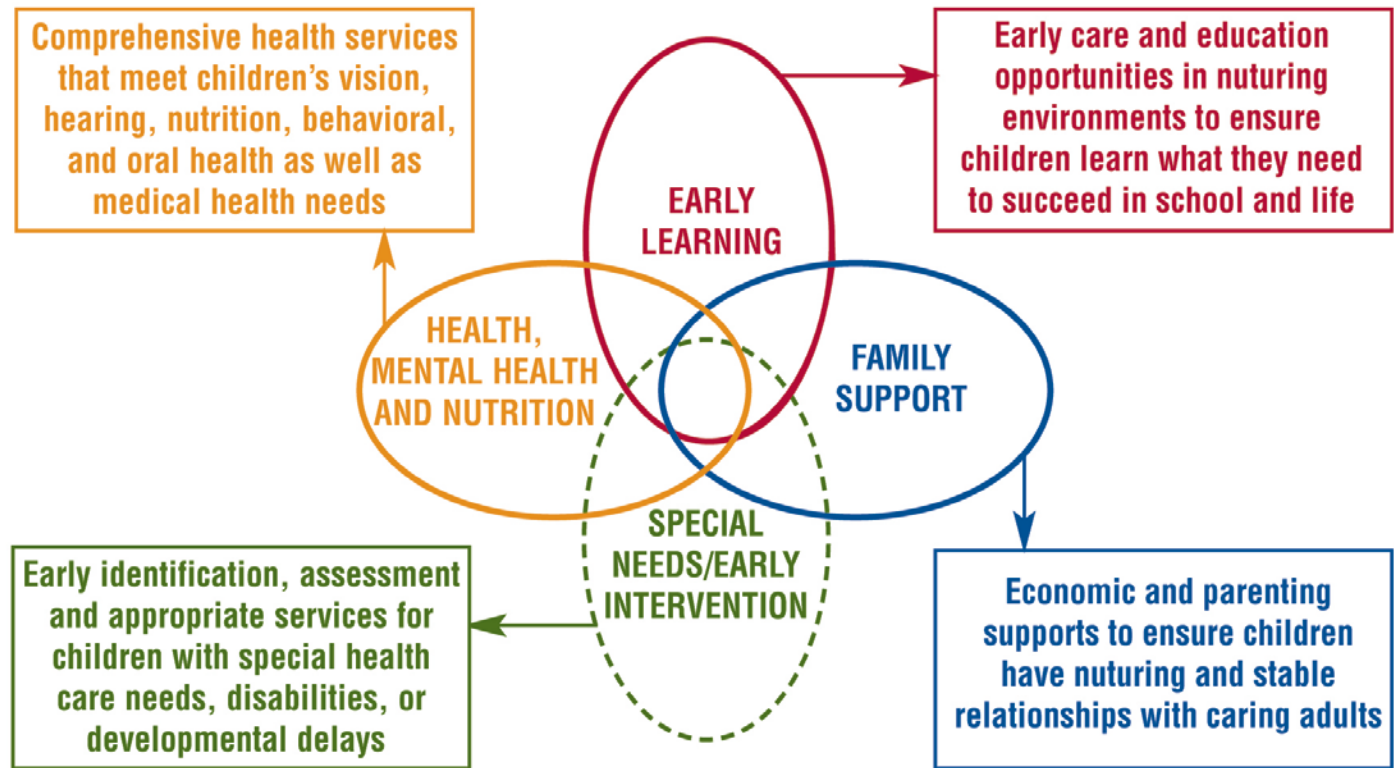 Comprehensive health services
that meet children's vision,
hearing, nutrition, behavioral,
and oral health as well as
medical health needs
Early care and education
opportunities in nuturing
environments to ensure
children learn what they need
to succeed in school and life
EARLY
LEARNING
HEALTH,
MENTAL HEALTH
AND NUTRITION
FAMILY
SUPPORT
SPECIAL
NEEDS/EARLY
INTERVENTION
Early identification, assessment
and appropriate services for
children with special health
care needs, disabilities, or
developmental delays
Economic and parenting
supports to ensure children
have nuturing and stable
relationships with caring adults